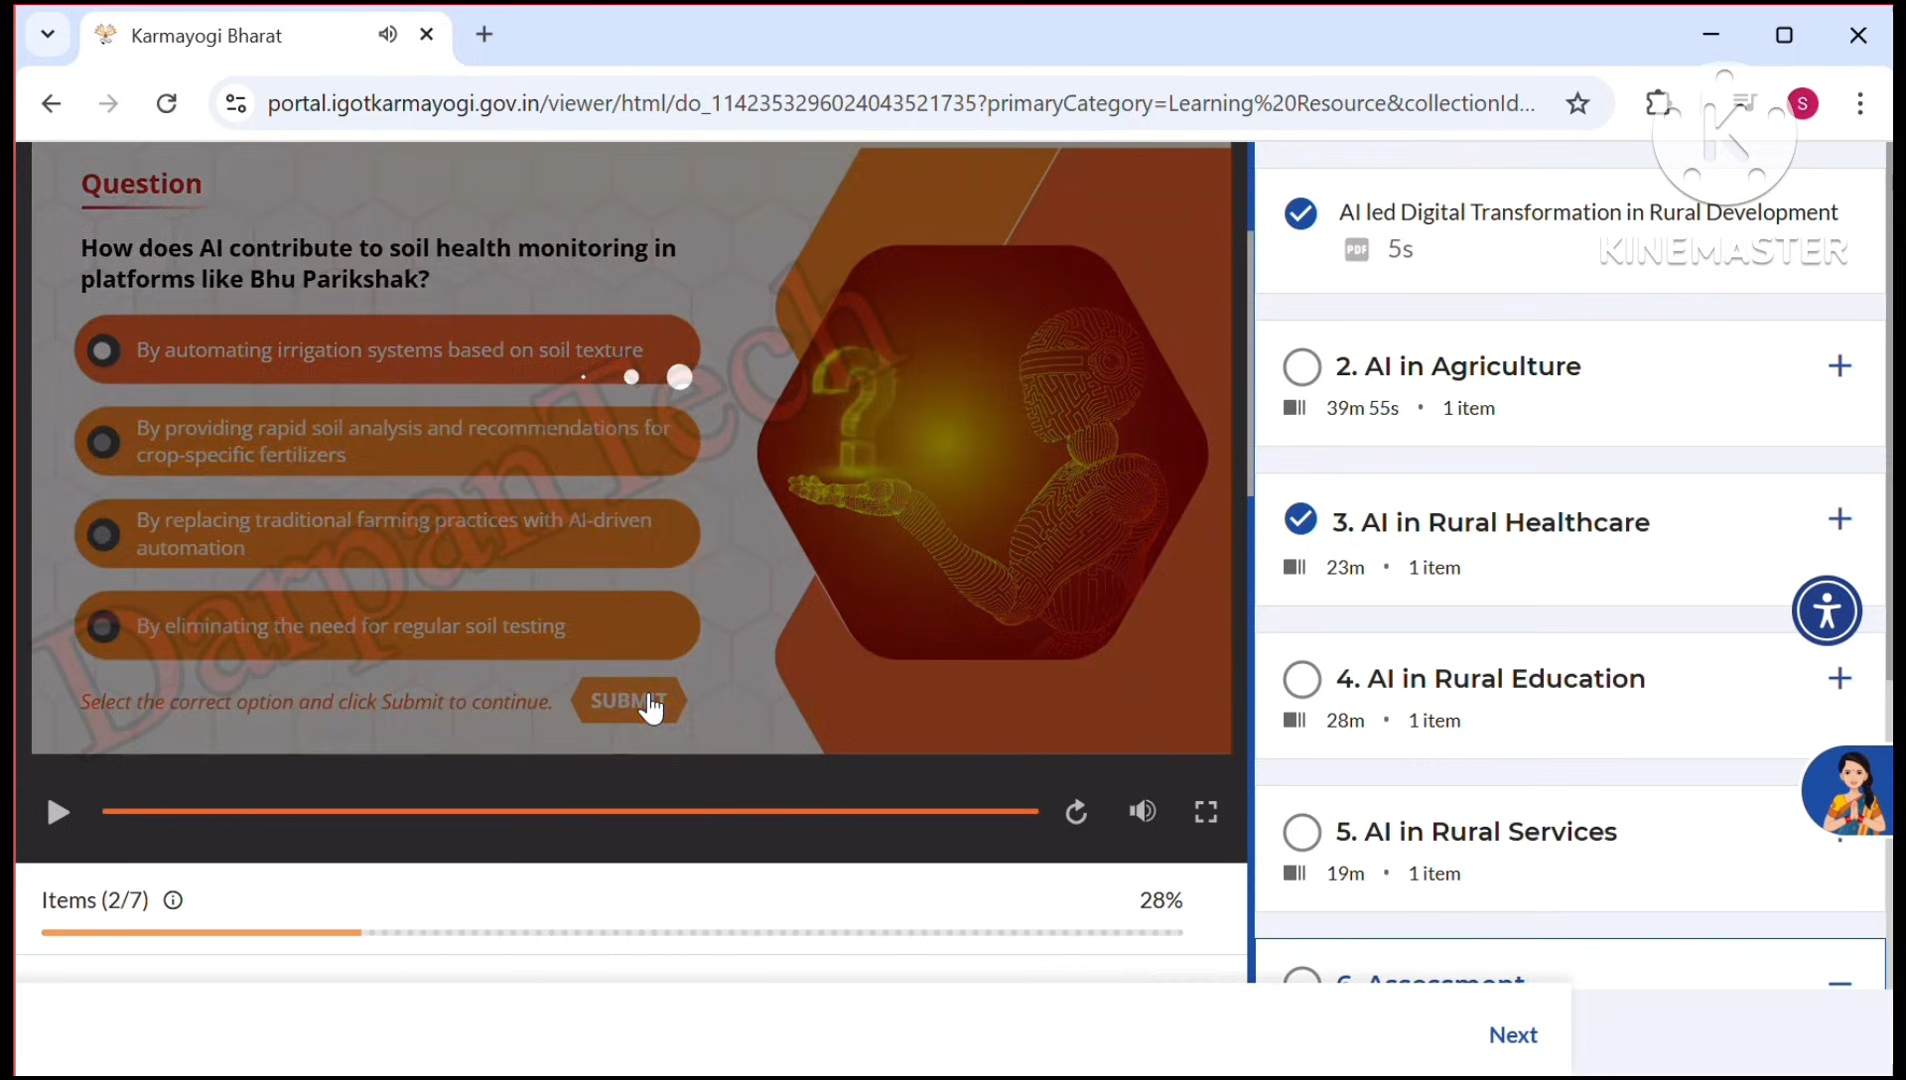 Karmayogi Bharat
portal.igotkarmayogi.gov.in/viewer/html/do_1142353296024043521735?primaryCategory=Learning%20Resource&collectionId...
S
K
KINEMASTER
Question
How does AI contribute to soil health monitoring in
platforms like Bhu Parikshak?
By automating irrigation systems based on soil texture
By providing rapid soil analysis and recommendations for
crop-specific fertilizers
By replacing traditional farming practices with AI-driven
automation
By eliminating the need for regular soil testing
Select the correct option and click Submit to continue.
SUBMIT
Darpan Tech
Items (2/7)
28%
AI led Digital Transformation in Rural Development
PDF 5s
2. AI in Agriculture
39m 55s • 1 item
3. AI in Rural Healthcare
23m • 1 item
4. AI in Rural Education
28m • 1 item
5. AI in Rural Services
19m • 1 item
6. Assessment
Next